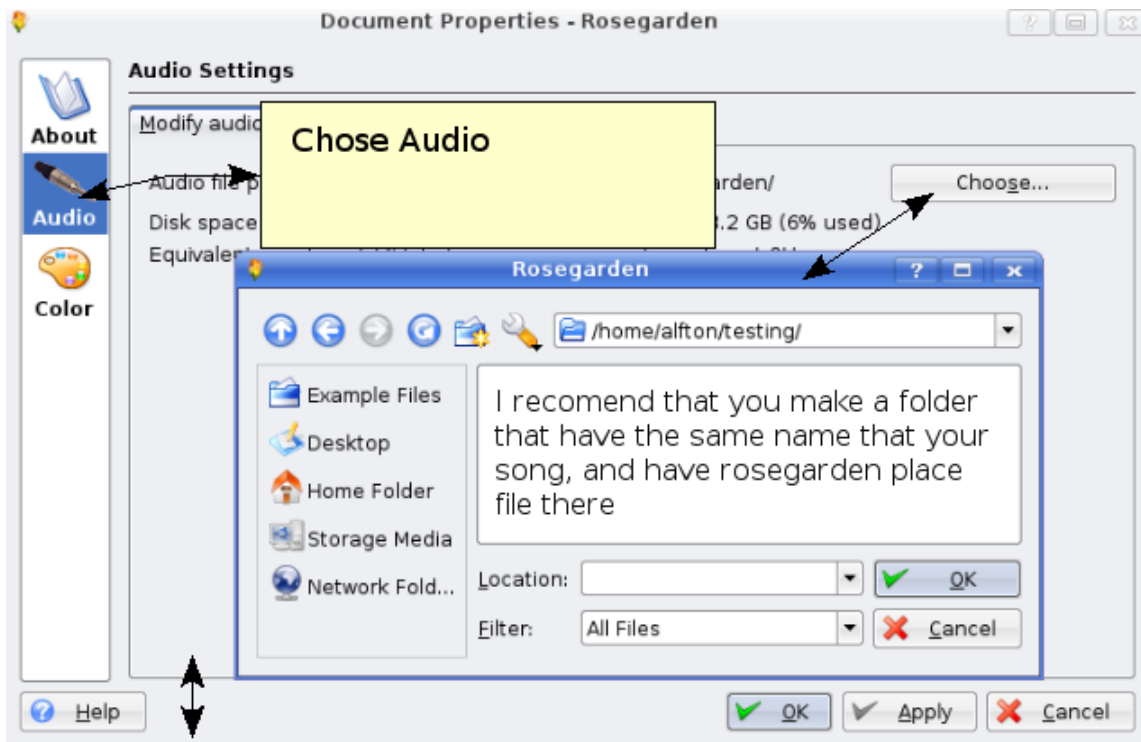 Document Properties - Rosegarden
Audio Settings
About
Audio
Color
Modify audio
Chose Audio
Audio file p
arden/
Choose...
Disk space
.2 GB (6% used)
Rosegarden
/home/alfton/testing/
Example Files
Desktop
Home Folder
Storage Media
Network Fold...
I recomend that you make a folder
that have the same name that your
song, and have rosegarden place
file there
Location:
OK
Filter:
All Files
Cancel
Help
OK
Apply
Cancel